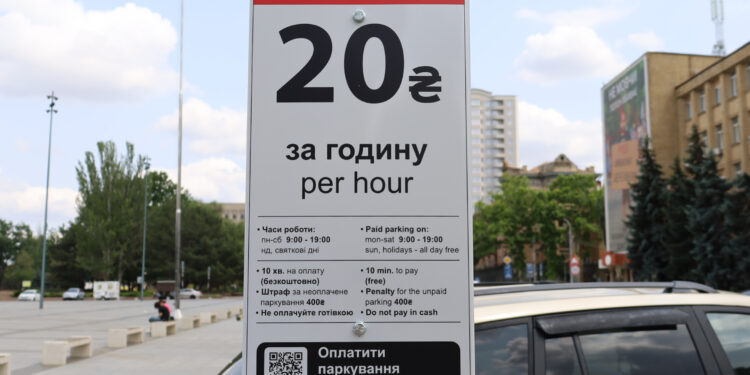 20₴
за годину
per hour
• Часи роботи:
пн-сб 9:00 - 19:00
нд, святкові дні
• Paid parking on:
mon-sat 9:00 - 19:00
sun, holidays - all day free
• 10 хв. на оплату
(безкоштовно)
• Штраф за неоплачене
паркування 400₴
• Не оплачуйте готівкою
• 10 min. to pay
(free)
• Penalty for the unpaid
parking 400₴
• Do not pay in cash
Оплатити
паркування
НЕ МОВЧИ